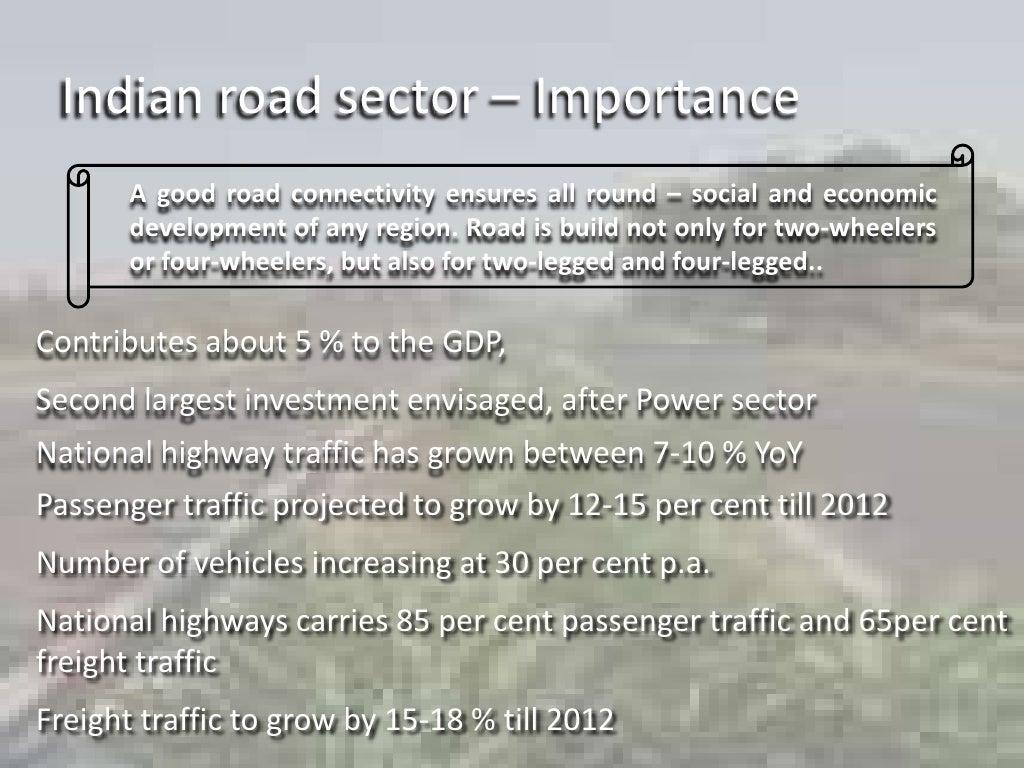 Indian road sector – Importance
A good road connectivity ensures all round – social and economic
development of any region. Road is build not only for two-wheelers
or four-wheelers, but also for two-legged and four-legged..
Contributes about 5 % to the GDP,
Second largest investment envisaged, after Power sector
National highway traffic has grown between 7-10 % YoY
Passenger traffic projected to grow by 12-15 per cent till 2012
Number of vehicles increasing at 30 per cent p.a.
National highways carries 85 per cent passenger traffic and 65per cent
freight traffic
Freight traffic to grow by 15-18 % till 2012